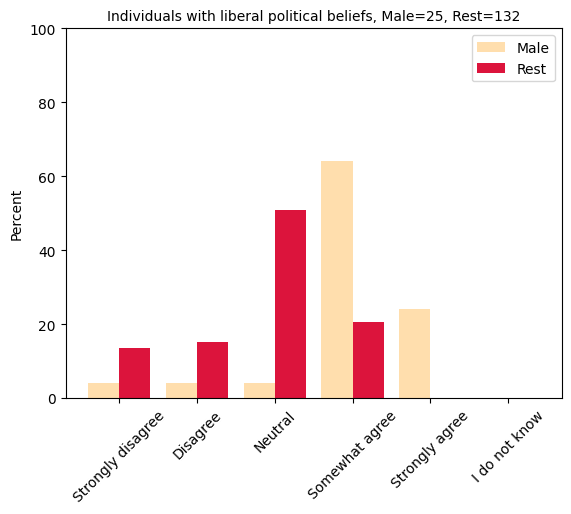 Individuals with liberal political beliefs, Male=25, Rest=132
Male
Rest
Percent
100
80
60
40
20
0
Strongly disagree
Disagree
Neutral
Somewhat agree
Strongly agree
I do not know